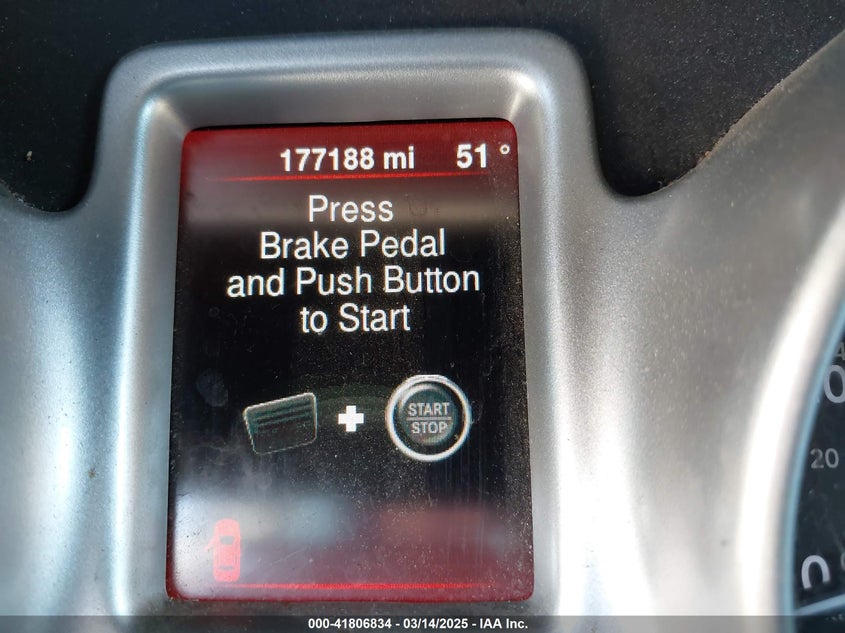 177188 mi 51°
Press
Brake Pedal
and Push Button
to Start
START
STOP
20
0
000-41806834 - 03/14/2025 - IAA Inc.